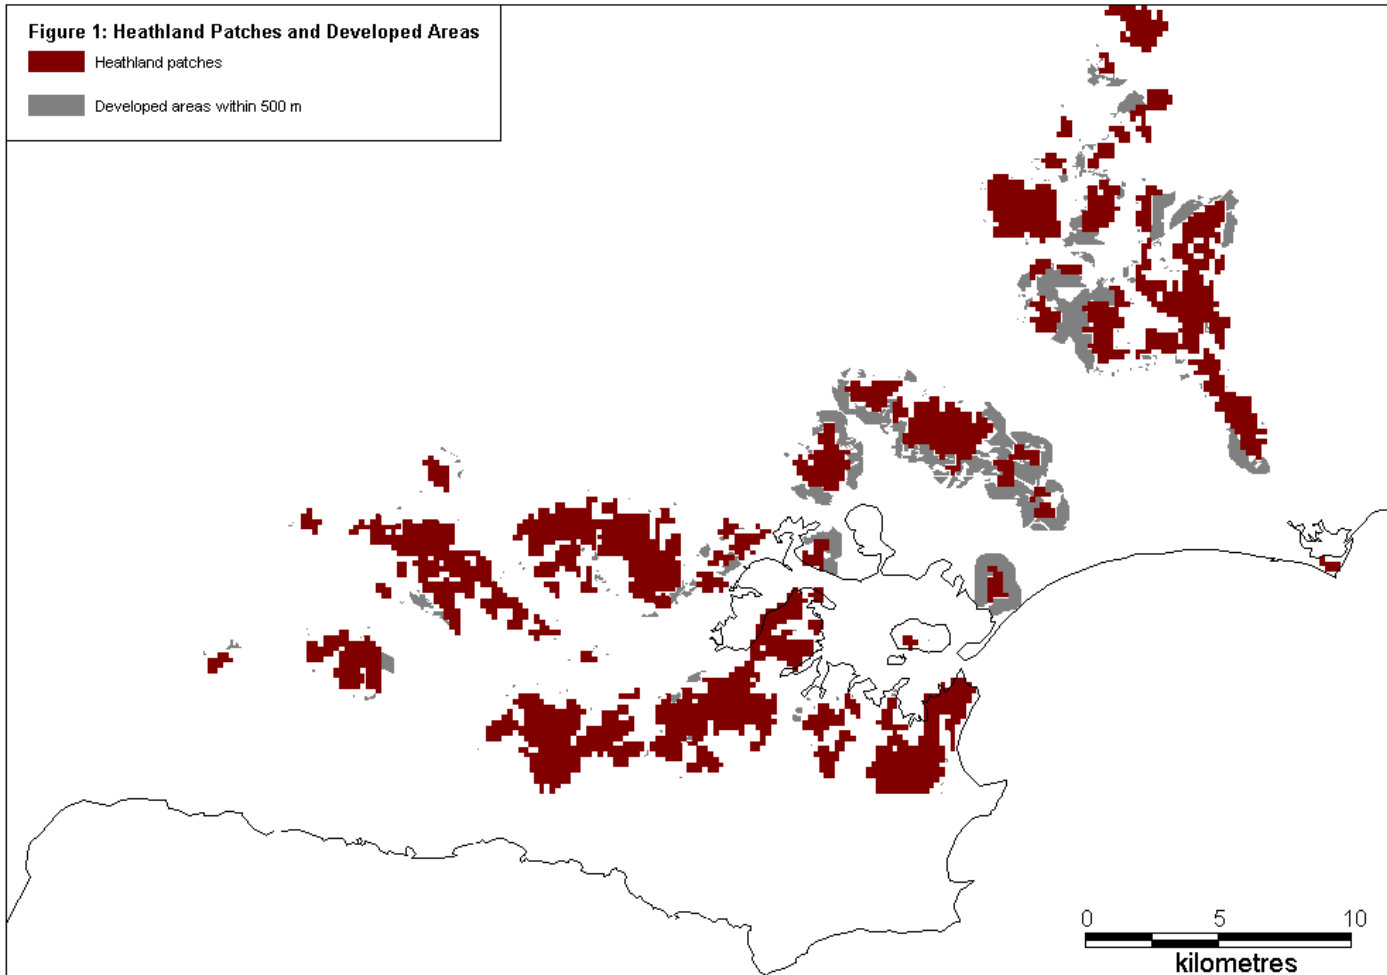 Figure 1: Heathland Patches and Developed Areas
Heathland patches
Developed areas within 500 m
0 5 10
kilometres